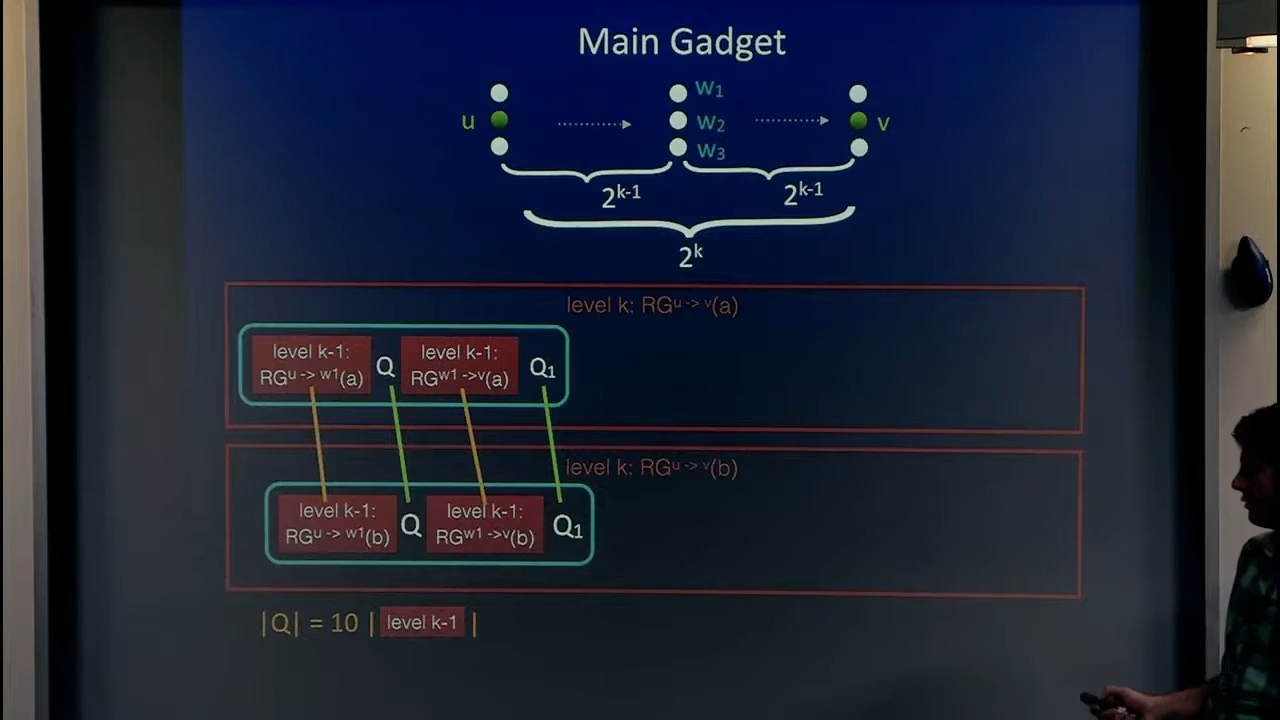 Main Gadget
w₁
u w₂ v
w₃
2ᵏ⁻¹ 2ᵏ⁻¹
2ᵏ
level k: RGᵘ ⁻> ᵛ(a)
level k-1: level k-1:
RGᵘ ⁻> ʷ¹(a) Q RGʷ¹ ⁻>ᵛ(a) Q₁
level k: RGᵘ ⁻> ᵛ(b)
level k-1: level k-1:
RGᵘ ⁻> ʷ¹(b) Q RGʷ¹ ⁻>ᵛ(b) Q₁
|Q| = 10 | level k-1 |